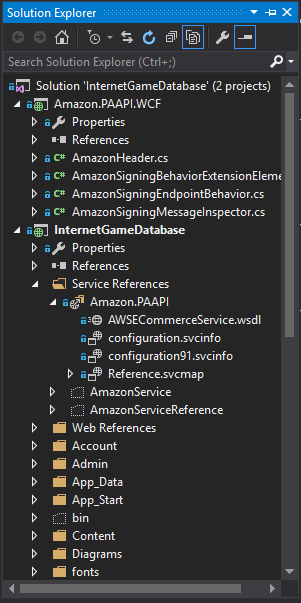 Solution Explorer
Search Solution Explorer (Ctrl+;)
Solution 'InternetGameDatabase' (2 projects)
Amazon.PAAPI.WCF
Properties
References
C# AmazonHeader.cs
C# AmazonSigningBehaviorExtensionEleme
C# AmazonSigningEndpointBehavior.cs
C# AmazonSigningMessageInspector.cs
InternetGameDatabase
Properties
References
Service References
Amazon.PAAPI
AWSECommerceService.wsdl
configuration.svcinfo
configuration91.svcinfo
Reference.svcmap
AmazonService
AmazonServiceReference
Web References
Account
Admin
App_Data
App_Start
bin
Content
Diagrams
fonts